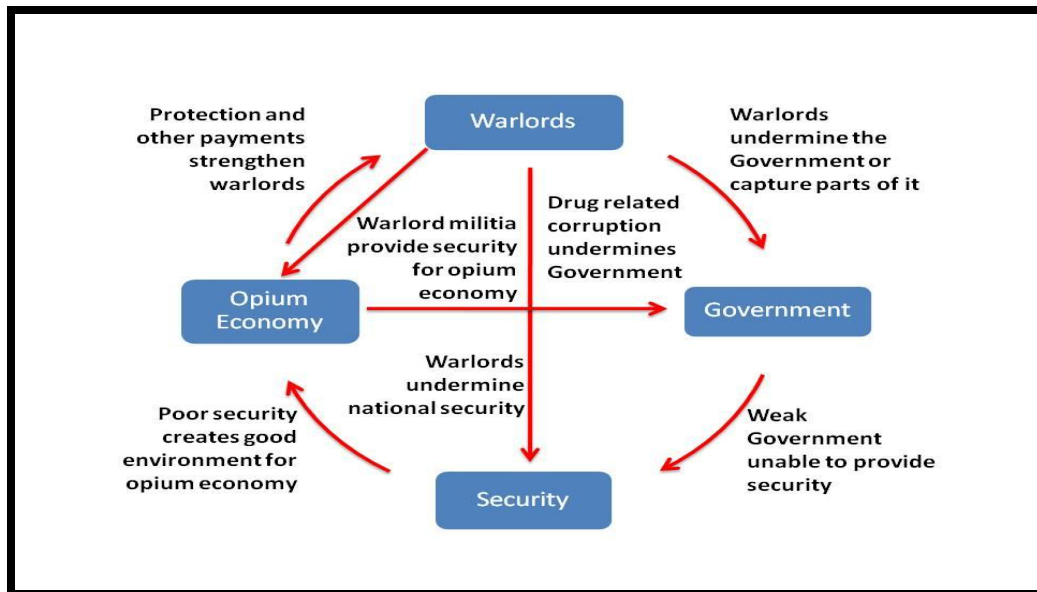 Protection and
other payments
strengthen
warlords
Warlords
Warlords
undermine the
Government or
capture parts of it
Warlord militia
provide security
for opium
economy
Drug related
corruption
undermines
Government
Opium
Economy
Government
Warlords
undermine
national security
Poor security
creates good
environment for
opium economy
Security
Weak
Government
unable to provide
security